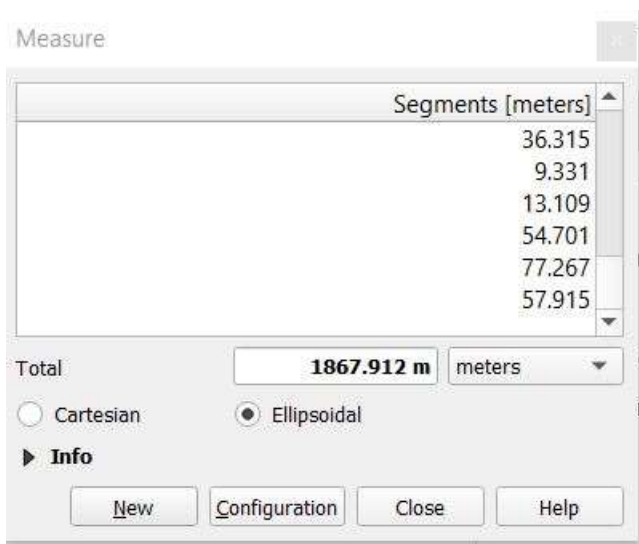 Measure
Segments [meters]
36.315
9.331
13.109
54.701
77.267
57.915
Total 1867.912 m meters
Cartesian Ellipsoidal
Info
New Configuration Close Help